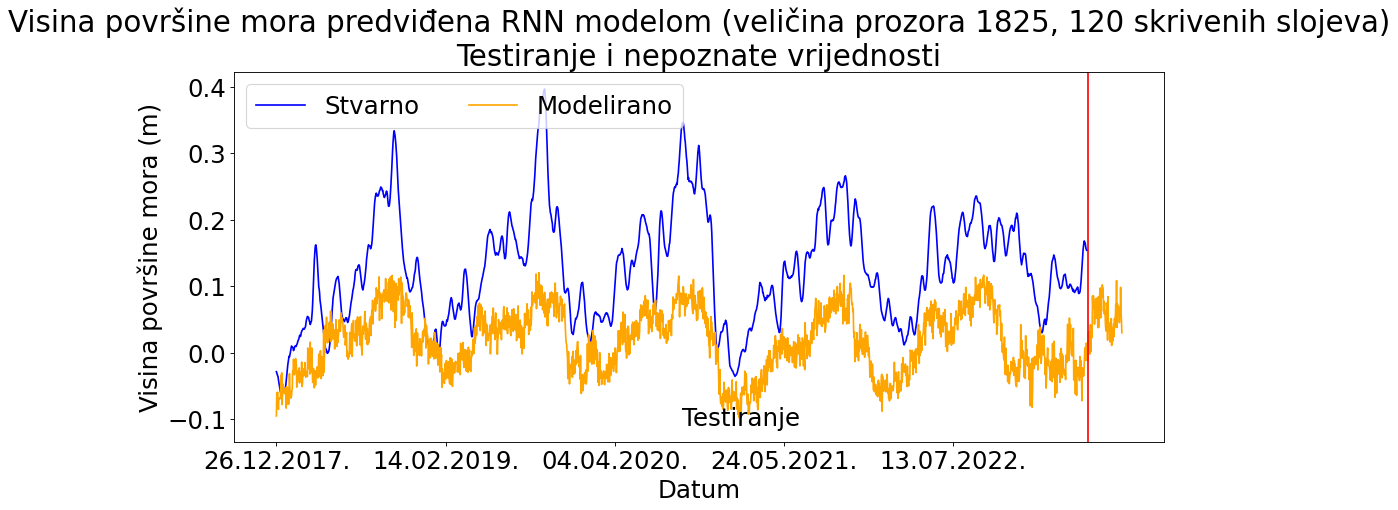 Visina površine mora predviđena RNN modelom (veličina prozora 1825, 120 skrivenih slojeva)
Testiranje i nepoznate vrijednosti
Stvarno Modelirano
Visina površine mora (m)
0.4
0.3
0.2
0.1
0.0
−0.1
Testiranje
26.12.2017. 14.02.2019. 04.04.2020. 24.05.2021. 13.07.2022.
Datum